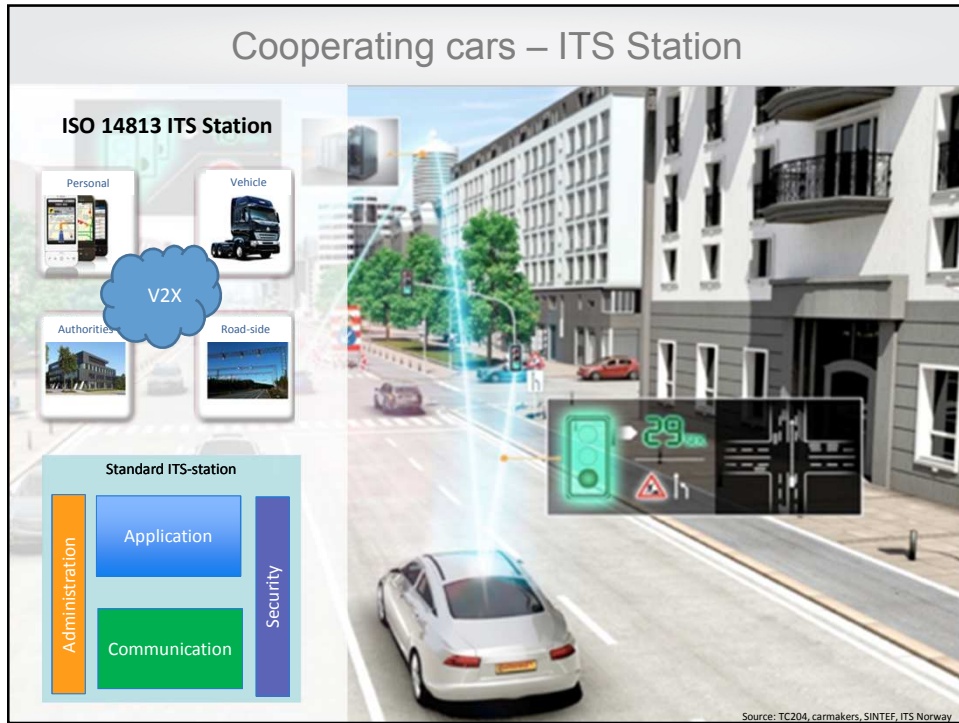 Cooperating cars – ITS Station
ISO 14813 ITS Station
Personal
Vehicle
V2X
Authorities
Road-side
Standard ITS-station
Administration
Application
Communication
Security
29
Source: TC204, carmakers, SINTEF, ITS Norway